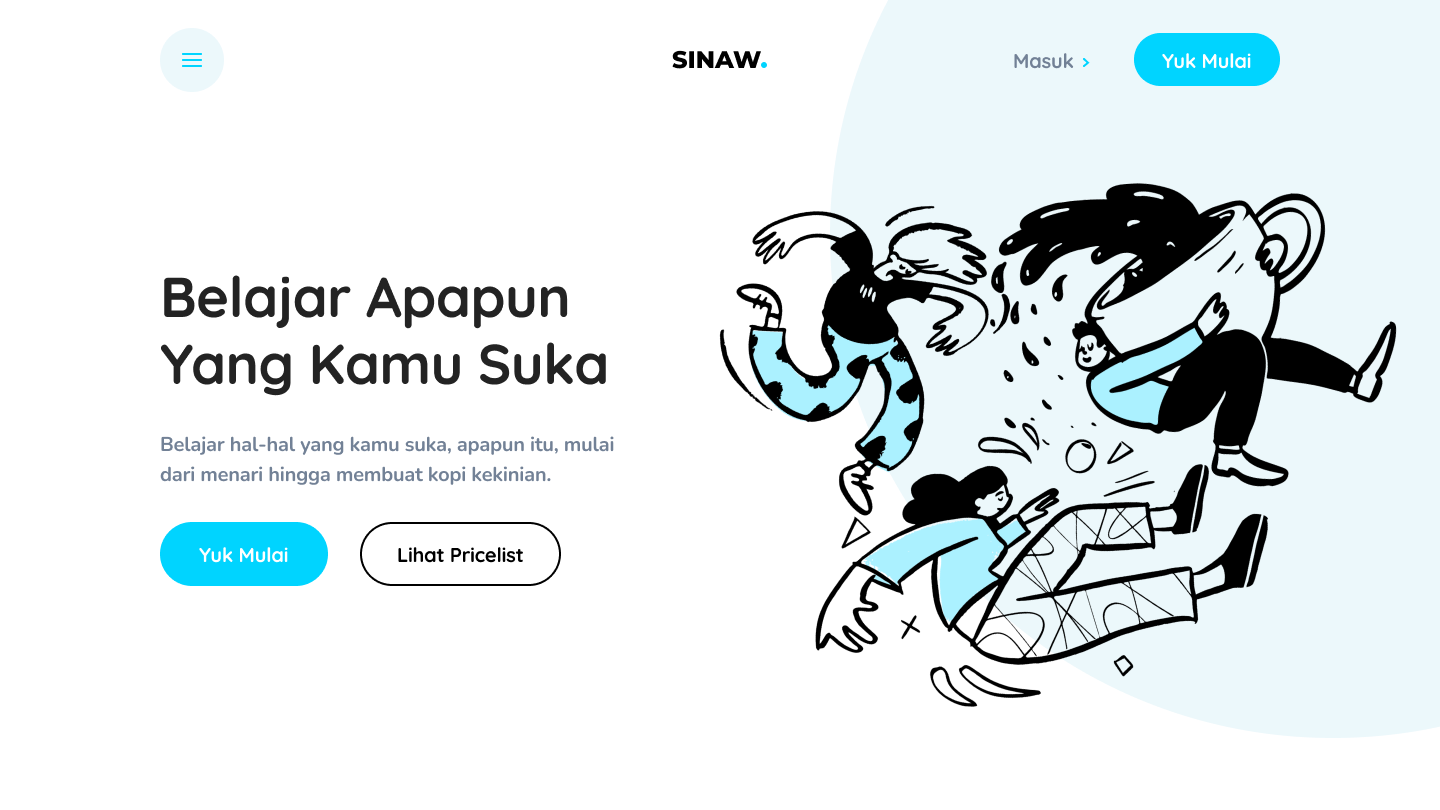 SINAW.
Masuk
Yuk Mulai
Belajar Apapun
Yang Kamu Suka
Belajar hal-hal yang kamu suka, apapun itu, mulai
dari menari hingga membuat kopi kekinian.
Yuk Mulai
Lihat Pricelist